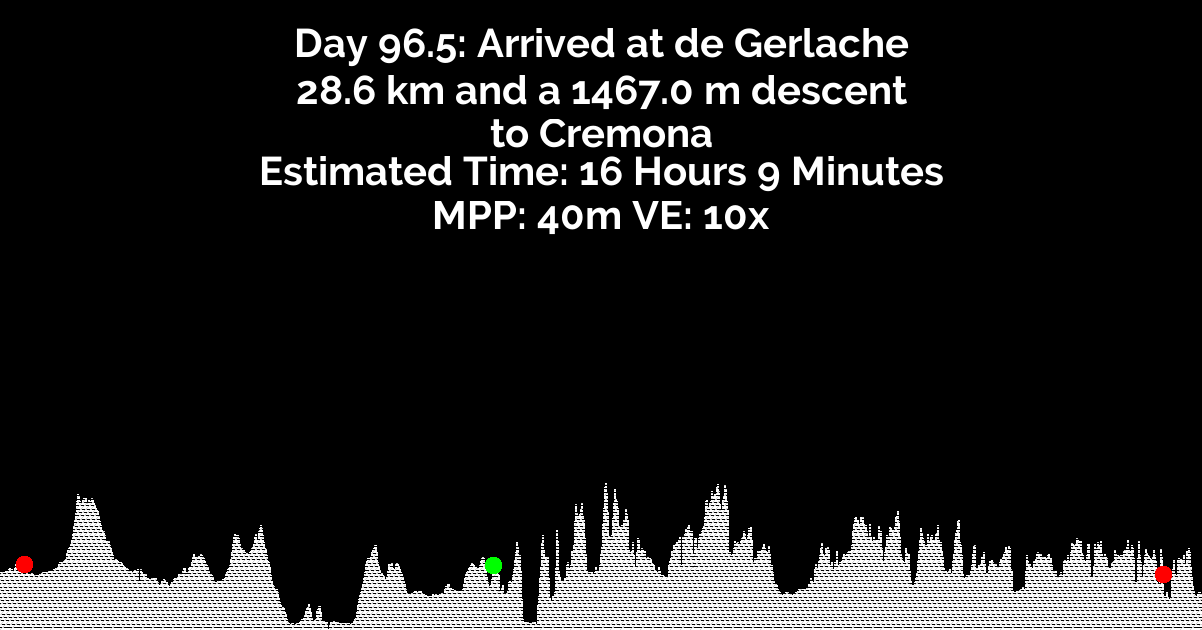 Day 96.5: Arrived at de Gerlache
28.6 km and a 1467.0 m descent
to Cremona
Estimated Time: 16 Hours 9 Minutes
MPP: 40m VE: 10x